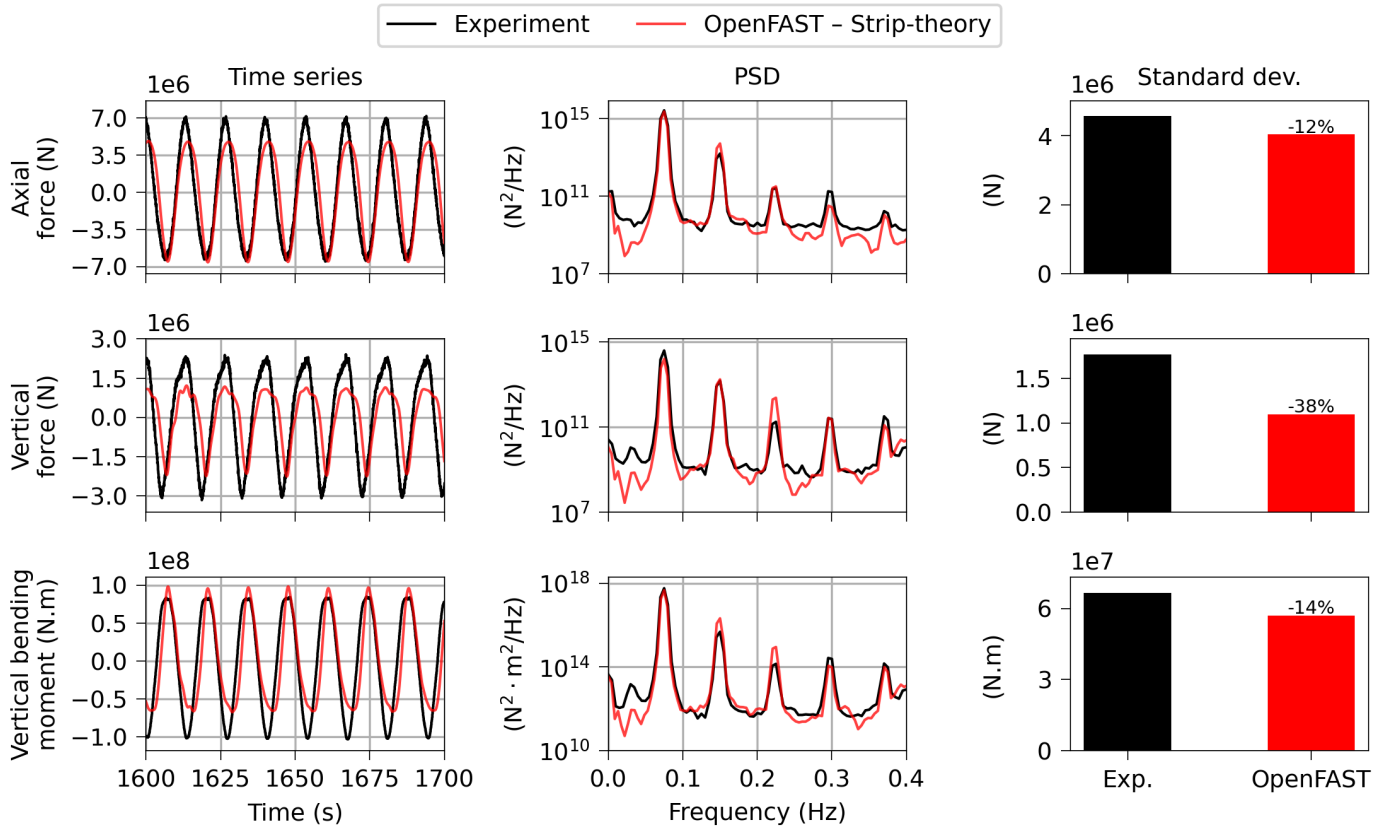 Experiment
OpenFAST – Strip-theory
Time series
PSD
Standard dev.
1e6
Axial
force (N)
7.0
3.5
0.0
−3.5
−7.0
(N²/Hz)
10¹⁵
10¹¹
10⁷
1e6
(N)
4
2
0
-12%
1e6
Vertical
force (N)
3.0
1.5
0.0
−1.5
−3.0
(N²/Hz)
10¹⁵
10¹¹
10⁷
1e6
(N)
1.5
1.0
0.5
0.0
-38%
1e8
Vertical bending
moment (N.m)
1.0
0.5
0.0
−0.5
−1.0
1600
1625
1650
1675
1700
Time (s)
(N² · m²/Hz)
10¹⁸
10¹⁴
10¹⁰
0.0
0.1
0.2
0.3
0.4
Frequency (Hz)
1e7
(N.m)
6
3
0
-14%
Exp.
OpenFAST